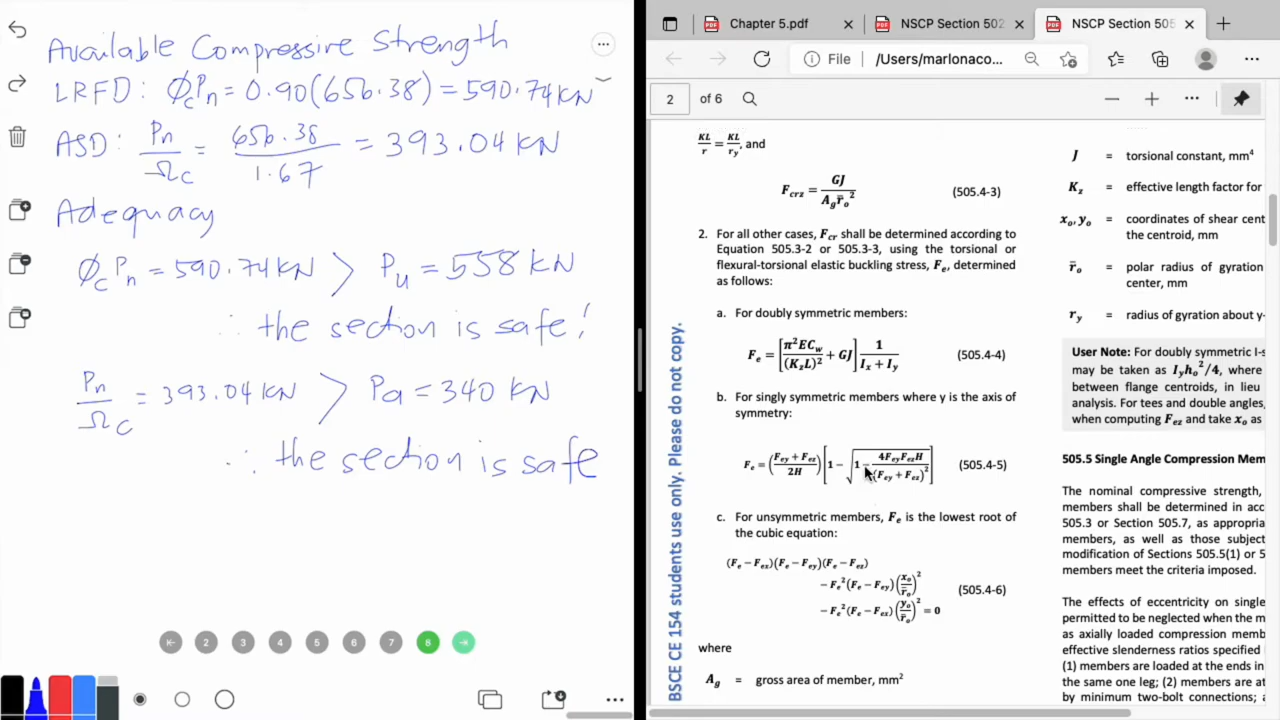 Available Compressive Strength
LRFD: ϕcPn = 0.90(656.38) = 590.74 KN
ASD: Pn/Ωc = 656.38/1.67 = 393.04 KN
Adequacy
ϕcPn = 590.74 KN > Pu = 558 KN
∴ the section is safe!
Pn/Ωc = 393.04 KN > Pa = 340 KN
∴ the section is safe
2 3 4 5 6 7 8
Chapter 5.pdf
NSCP Section 502
NSCP Section 505
File
/Users/marlonaco...
2 of 6
BSCE CE 154 students use only. Please do not copy.
KL/r = KL/ry, and
Fcrz = GJ/(Ag r̄o²) (505.4-3)
2. For all other cases, Fcr shall be determined according to
Equation 505.3-2 or 505.3-3, using the torsional or
flexural-torsional elastic buckling stress, Fe, determined
as follows:
a. For doubly symmetric members:
Fe = [π²ECw/(KzL)² + GJ] 1/(Ix + Iy) (505.4-4)
b. For singly symmetric members where y is the axis of
symmetry:
Fe = ((Fey + Fez)/2H) [1 − √(1 − 4FeyFezH/(Fey + Fez)²)] (505.4-5)
c. For unsymmetric members, Fe is the lowest root of
the cubic equation:
(Fe − Fex)(Fe − Fey)(Fe − Fez)
− Fe²(Fe − Fey)(xo/r̄o)²
− Fe²(Fe − Fex)(yo/r̄o)² = 0 (505.4-6)
where
Ag = gross area of member, mm²
J = torsional constant, mm⁴
Kz = effective length factor for
xo, yo = coordinates of shear cent
the centroid, mm
r̄o = polar radius of gyration
center, mm
ry = radius of gyration about y-
User Note: For doubly symmetric I-s
may be taken as Iyho²/4, where
between flange centroids, in lieu
analysis. For tees and double angles,
when computing Fez and take xo as
505.5 Single Angle Compression Mem
The nominal compressive strength,
members shall be determined in acc
505.3 or Section 505.7, as appropria
members, as well as those subject
modification of Sections 505.5(1) or 5
members meet the criteria imposed.
The effects of eccentricity on single
permitted to be neglected when the m
as axially loaded compression memb
effective slenderness ratios specified
(1) members are loaded at the ends in
the same one leg; (2) members are at
by minimum two-bolt connections; a